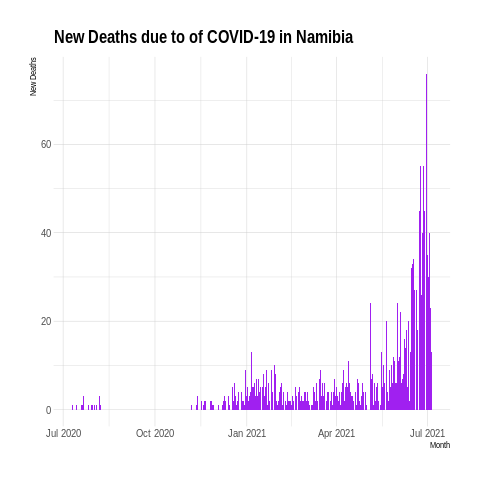 New Deaths due to of COVID-19 in Namibia
New Deaths
60
40
20
0
Jul 2020
Oct 2020
Jan 2021
Apr 2021
Jul 2021
Month